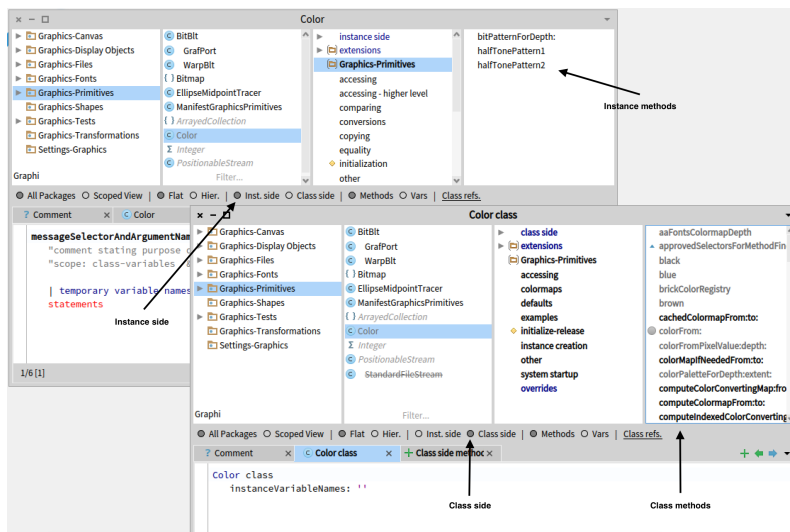 Color
Graphics-Canvas
Graphics-Display Objects
Graphics-Files
Graphics-Fonts
Graphics-Primitives
Graphics-Shapes
Graphics-Tests
Graphics-Transformations
Settings-Graphics
Graphi
BitBlt
GrafPort
WarpBlt
{ } Bitmap
EllipseMidpointTracer
ManifestGraphicsPrimitives
{ } ArrayedCollection
Color
Σ Integer
PositionableStream
Filter...
instance side
extensions
Graphics-Primitives
accessing
accessing - higher level
comparing
conversions
copying
equality
initialization
other
bitPatternForDepth:
halfTonePattern1
halfTonePattern2
Instance methods
All Packages Scoped View | Flat Hier. | Inst. side Class side | Methods Vars | Class refs.
? Comment × Color
messageSelectorAndArgumentNam
"comment stating purpose
"scope: class-variables
| temporary variable names
statements
Instance side
1/6 [1]
Color class
Graphics-Canvas
Graphics-Display Objects
Graphics-Files
Graphics-Fonts
Graphics-Primitives
Graphics-Shapes
Graphics-Tests
Graphics-Transformations
Settings-Graphics
Graphi
BitBlt
GrafPort
WarpBlt
{ } Bitmap
EllipseMidpointTracer
ManifestGraphicsPrimitives
{ } ArrayedCollection
Color
Σ Integer
PositionableStream
StandardFileStream
Filter...
class side
extensions
Graphics-Primitives
accessing
colormaps
defaults
examples
initialize-release
instance creation
other
system startup
overrides
aaFontsColormapDepth
approvedSelectorsForMethodFin
black
blue
brickColorRegistry
brown
cachedColormapFrom:to:
colorFrom:
colorFromPixelValue:depth:
colorMapIfNeededFrom:to:
colorPaletteForDepth:extent:
computeColorConvertingMap:fro
computeColormapFrom:to:
computeIndexedColorConverting
All Packages Scoped View | Flat Hier. | Inst. side Class side | Methods Vars | Class refs.
? Comment × Color class × Class side methoc ×
Color class
instanceVariableNames: ''
Class side
Class methods